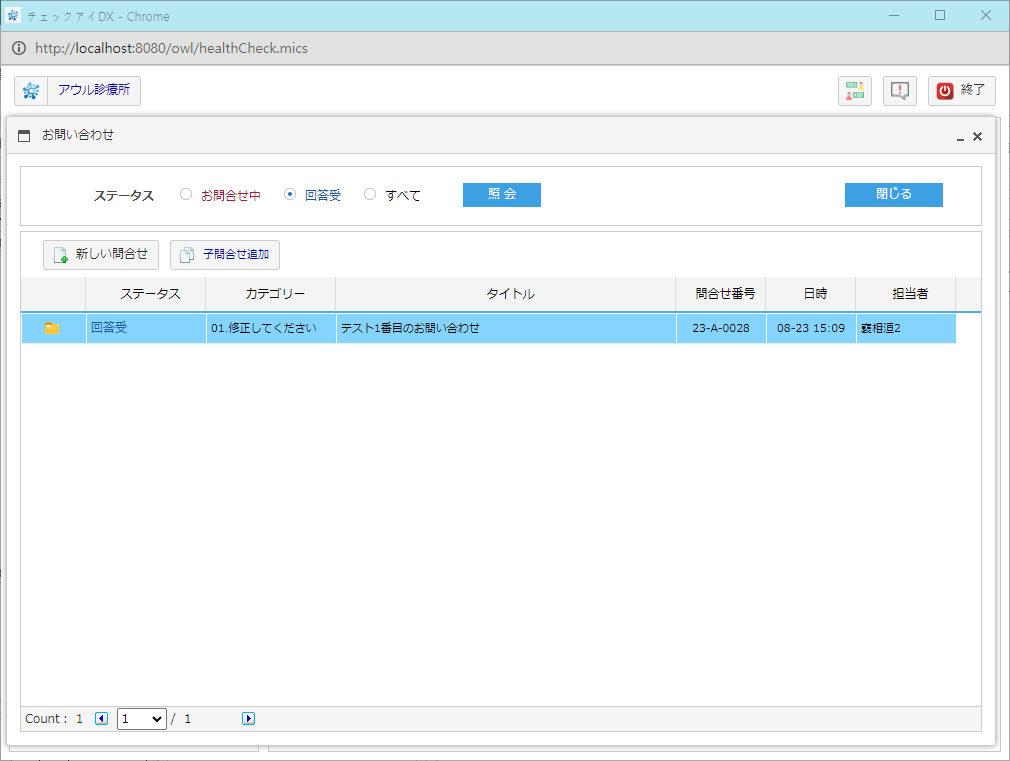 チェックアイDX - Chrome
http://localhost:8080/owl/healthCheck.mics
アウル診療所
終了
お問い合わせ
ステータス お問合せ中 回答受 すべて 照 会 閉じる
新しい問合せ 子問合せ追加
ステータス カテゴリー タイトル 問合せ番号 日時 担当者
回答受 01.修正してください テスト1番目のお問い合わせ 23-A-0028 08-23 15:09
Count : 1 1 / 1